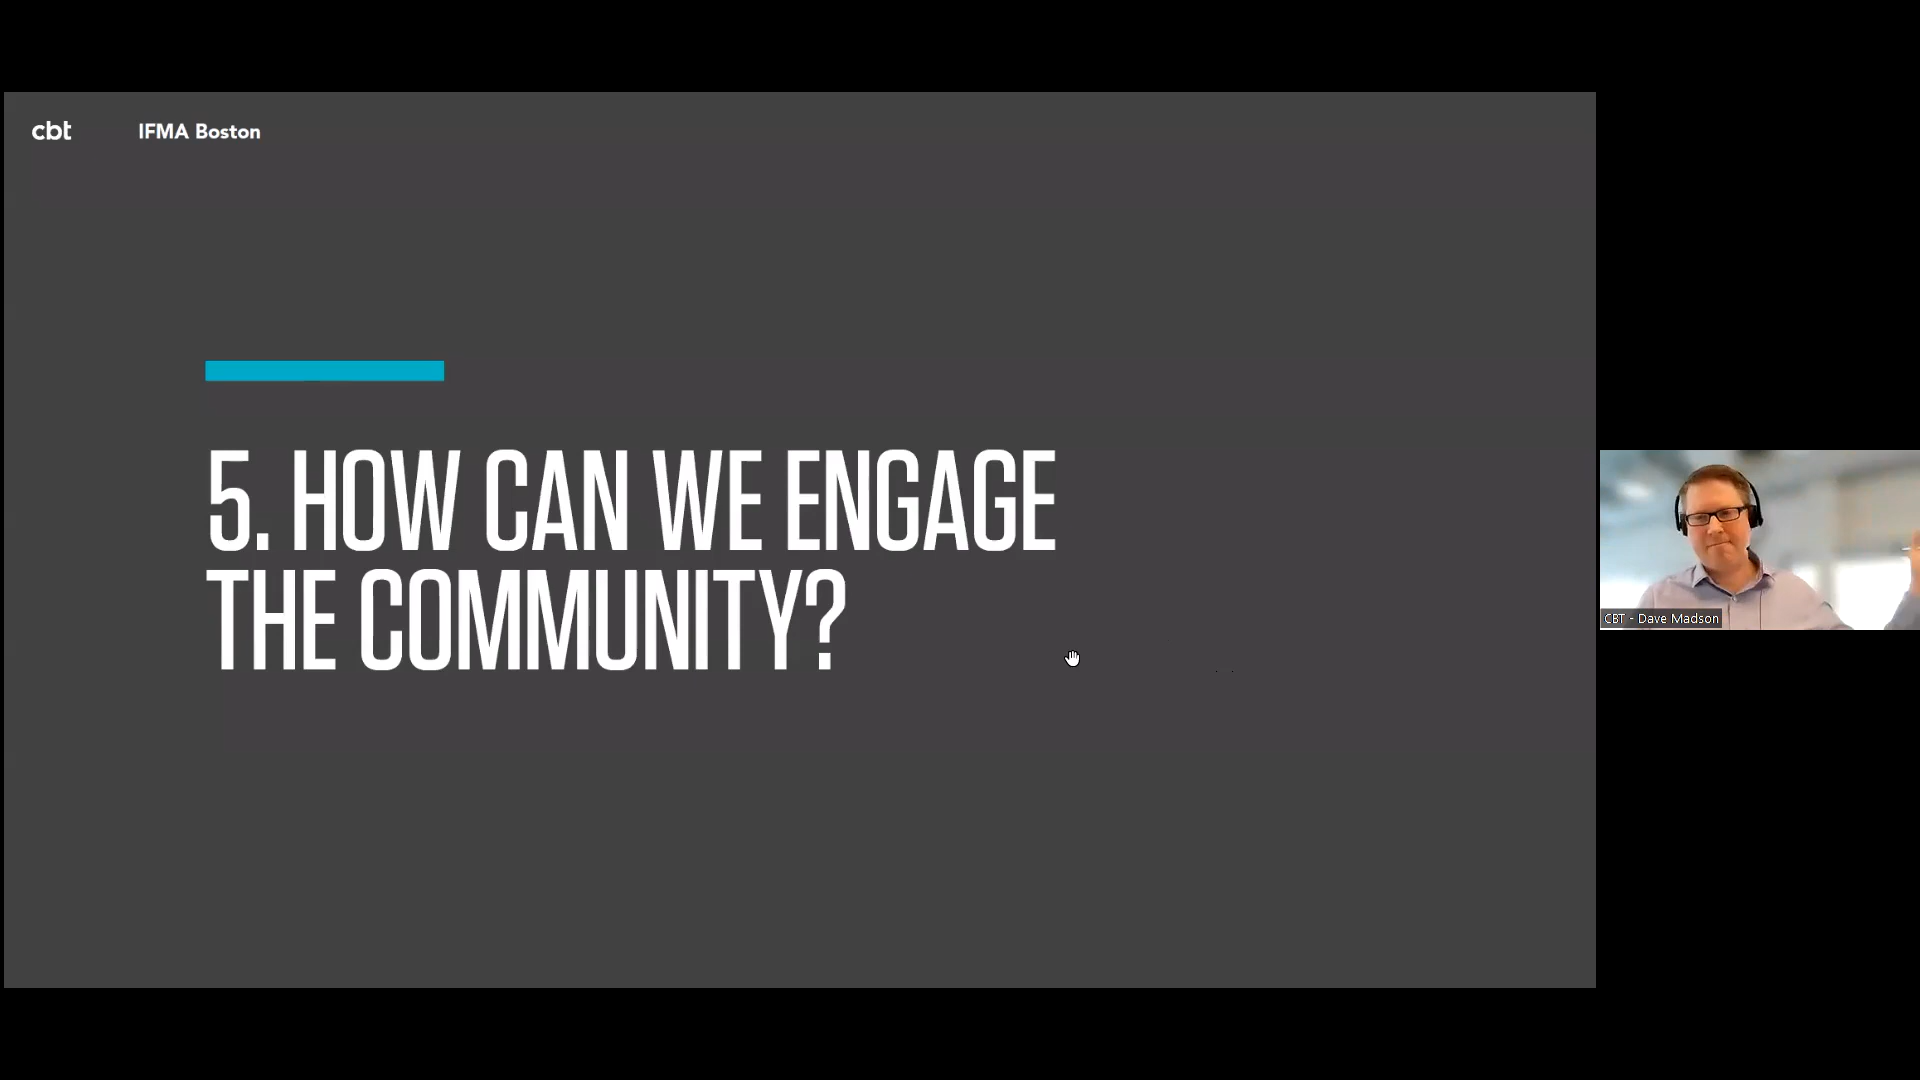 cbt
IFMA Boston
5. HOW CAN WE ENGAGE
THE COMMUNITY?
CBT - Dave Madson